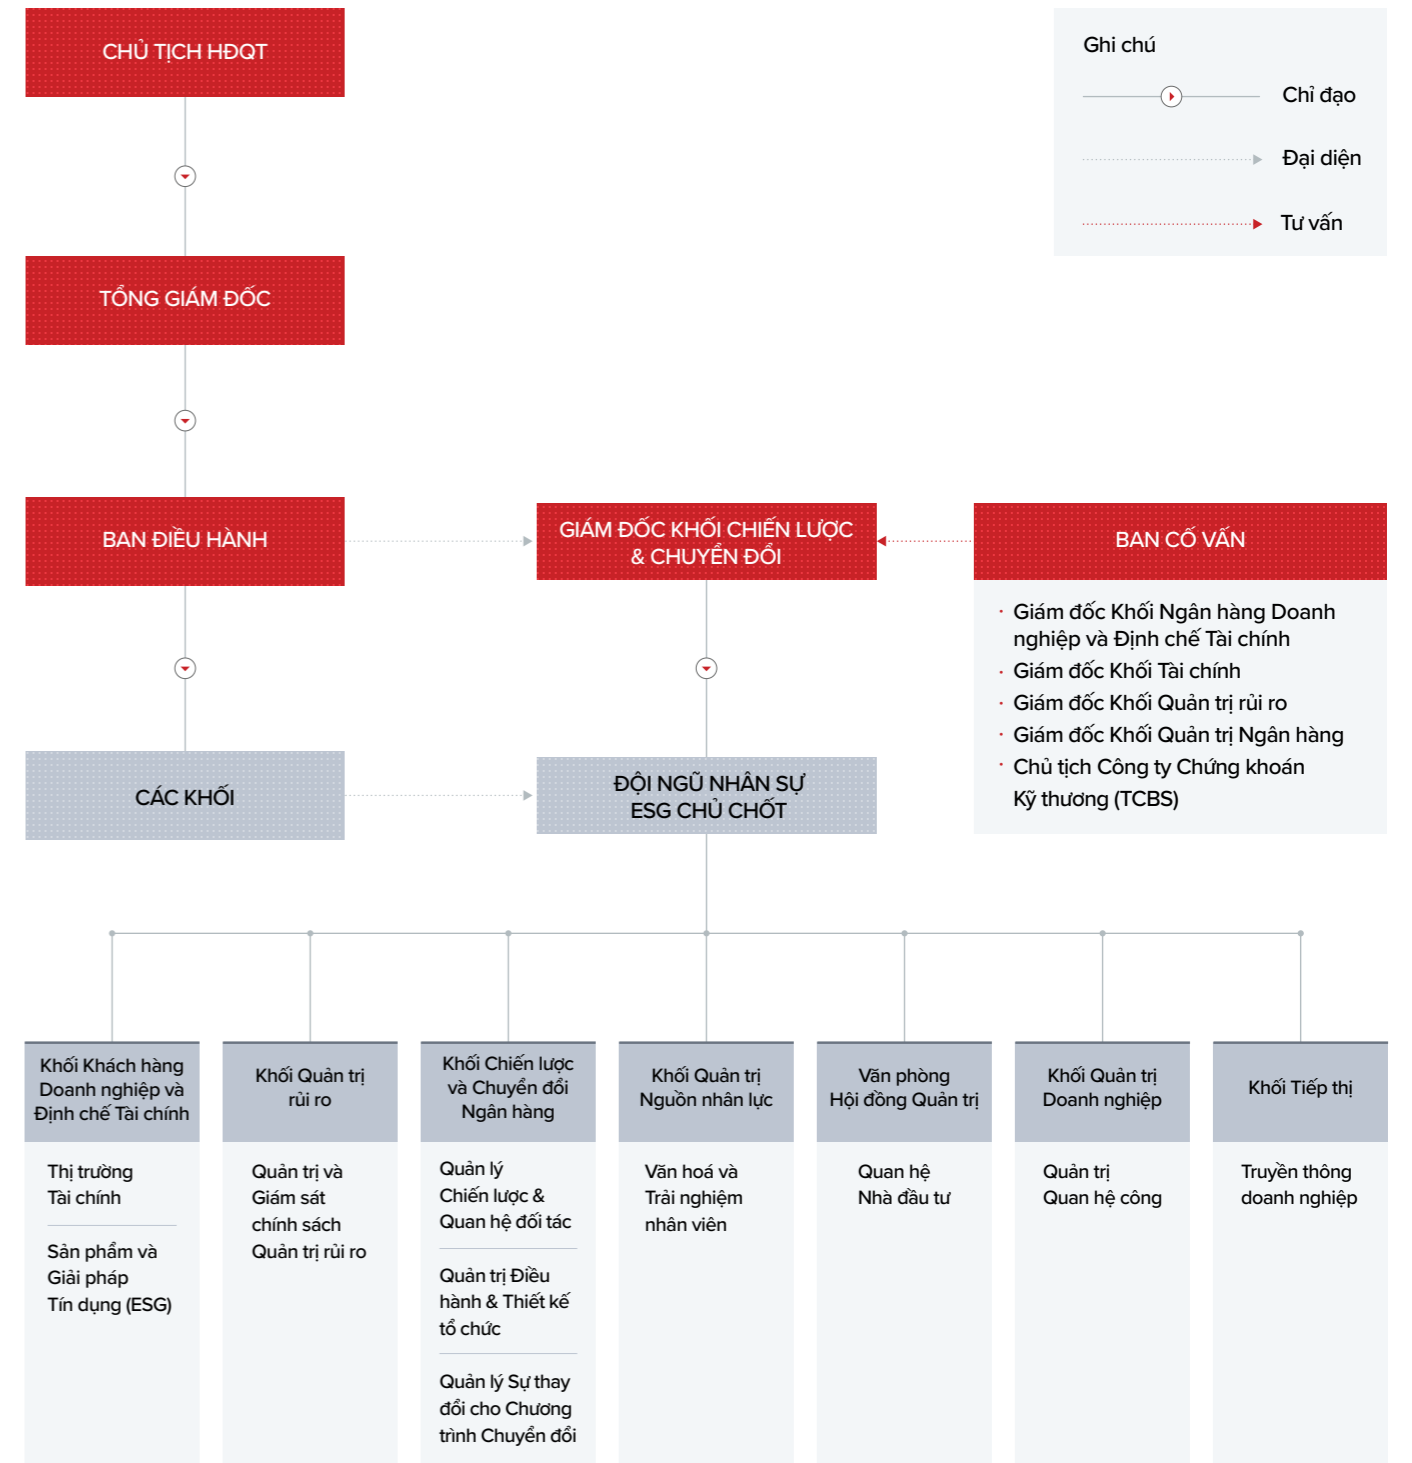 CHỦ TỊCH HĐQT
Ghi chú
Chỉ đạo
Đại diện
Tư vấn
TỔNG GIÁM ĐỐC
BAN ĐIỀU HÀNH
GIÁM ĐỐC KHỐI CHIẾN LƯỢC
& CHUYỂN ĐỔI
BAN CỐ VẤN
· Giám đốc Khối Ngân hàng Doanh
nghiệp và Định chế Tài chính
· Giám đốc Khối Tài chính
· Giám đốc Khối Quản trị rủi ro
· Giám đốc Khối Quản trị Ngân hàng
· Chủ tịch Công ty Chứng khoán
Kỹ thương (TCBS)
CÁC KHỐI
ĐỘI NGŨ NHÂN SỰ
ESG CHỦ CHỐT
Khối Khách hàng
Doanh nghiệp và
Định chế Tài chính
Thị trường
Tài chính
Sản phẩm và
Giải pháp
Tín dụng (ESG)
Khối Quản trị
rủi ro
Quản trị và
Giám sát
chính sách
Quản trị rủi ro
Khối Chiến lược
và Chuyển đổi
Ngân hàng
Quản lý
Chiến lược &
Quan hệ đối tác
Quản trị Điều
hành & Thiết kế
tổ chức
Quản lý Sự thay
đổi cho Chương
trình Chuyển đổi
Khối Quản trị
Nguồn nhân lực
Văn hoá và
Trải nghiệm
nhân viên
Văn phòng
Hội đồng Quản trị
Quan hệ
Nhà đầu tư
Khối Quản trị
Doanh nghiệp
Quản trị
Quan hệ công
Khối Tiếp thị
Truyền thông
doanh nghiệp